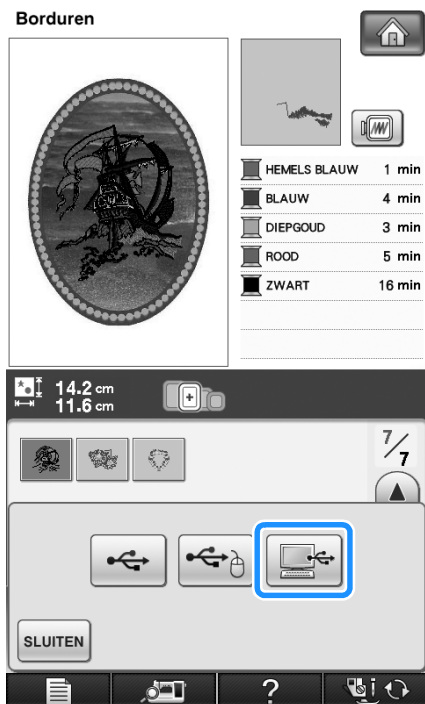 Borduren
HEMELS BLAUW 1 min
BLAUW 4 min
DIEPGOUD 3 min
ROOD 5 min
ZWART 16 min
14.2 cm
11.6 cm
7/7
SLUITEN
?